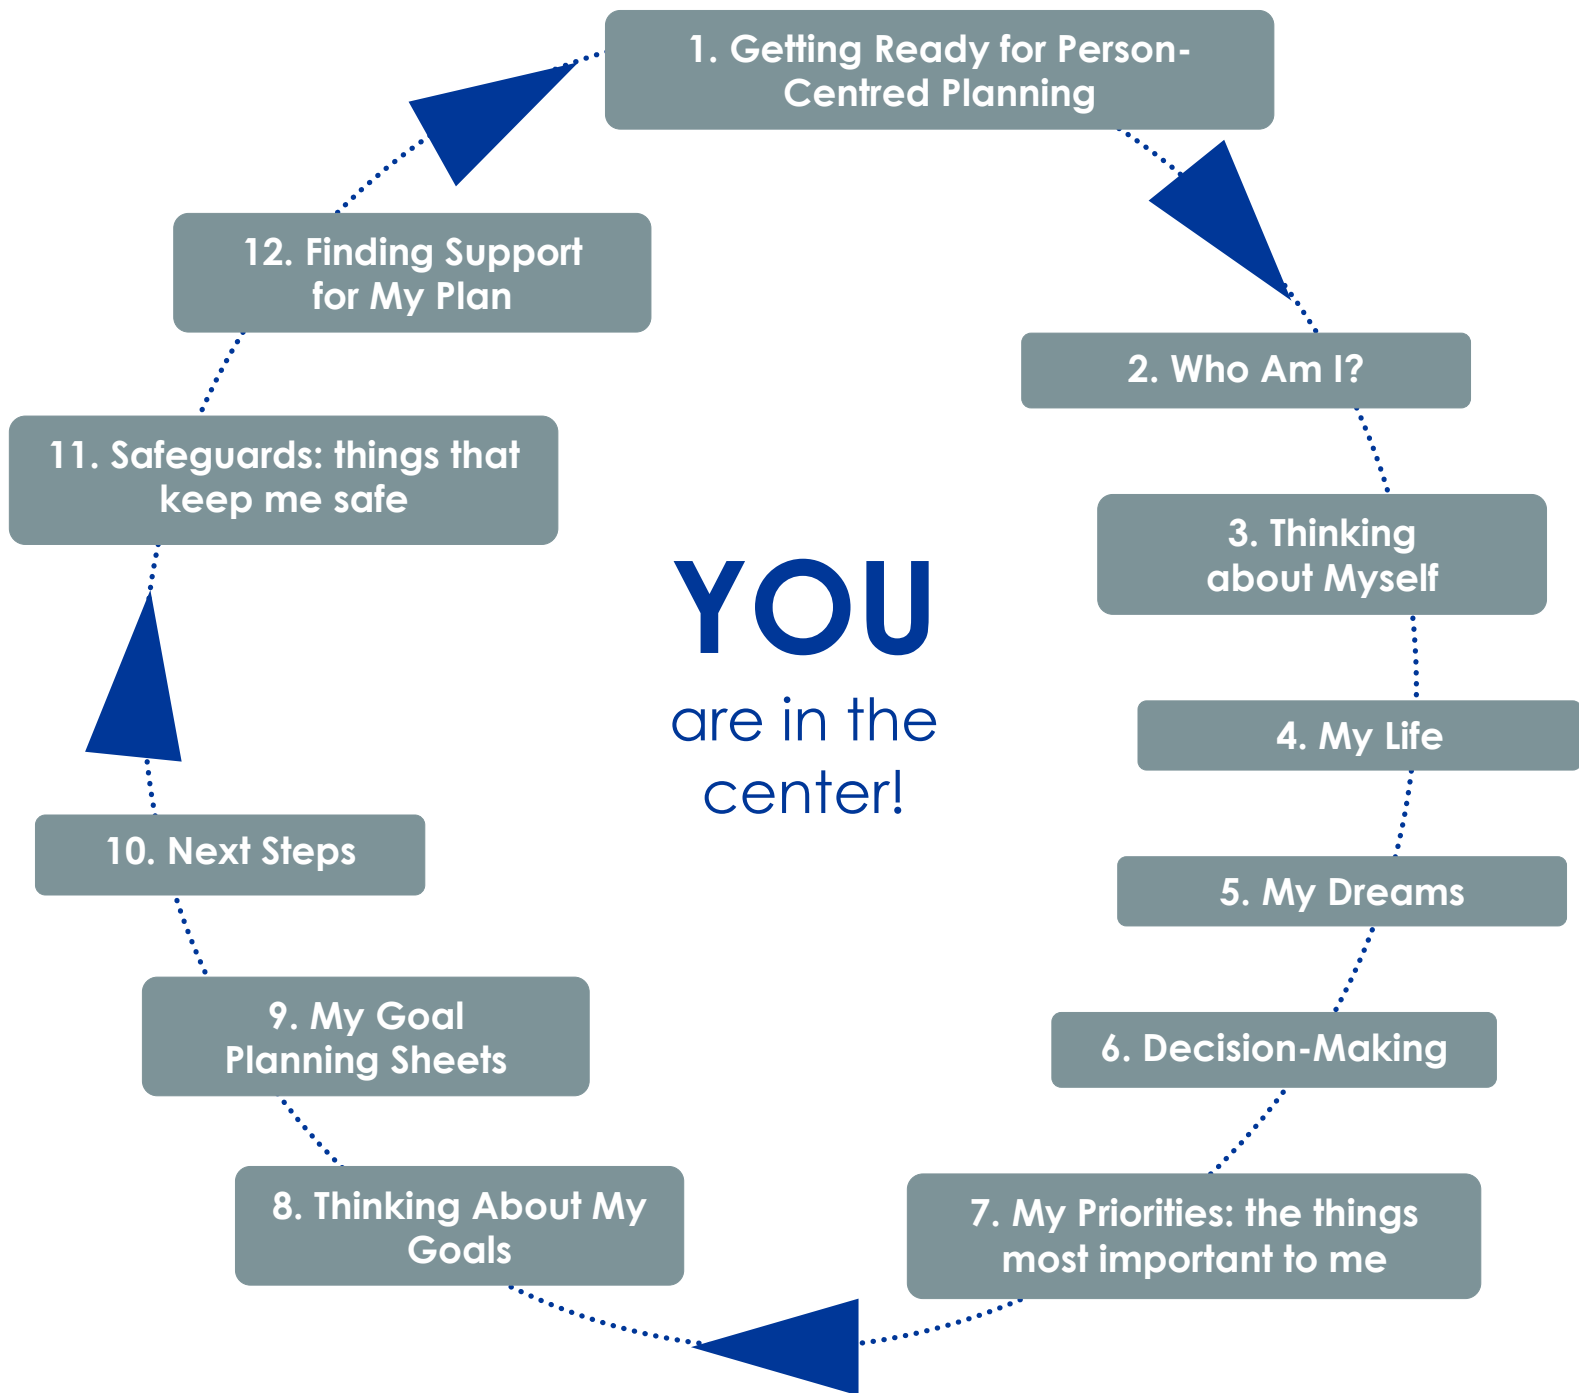 1. Getting Ready for Person-
Centred Planning
2. Who Am I?
3. Thinking
about Myself
4. My Life
5. My Dreams
6. Decision-Making
7. My Priorities: the things
most important to me
8. Thinking About My
Goals
9. My Goal
Planning Sheets
10. Next Steps
11. Safeguards: things that
keep me safe
12. Finding Support
for My Plan
YOU
are in the
center!